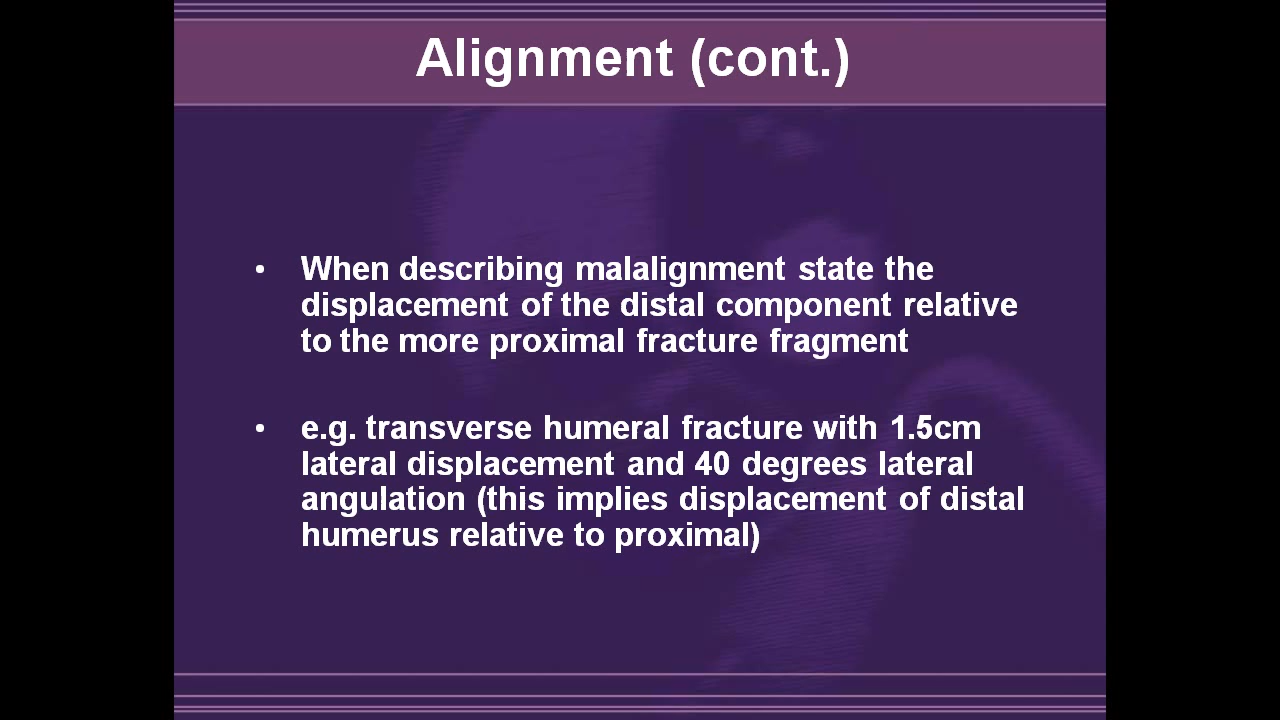 Alignment (cont.)
• When describing malalignment state the
displacement of the distal component relative
to the more proximal fracture fragment
• e.g. transverse humeral fracture with 1.5cm
lateral displacement and 40 degrees lateral
angulation (this implies displacement of distal
humerus relative to proximal)